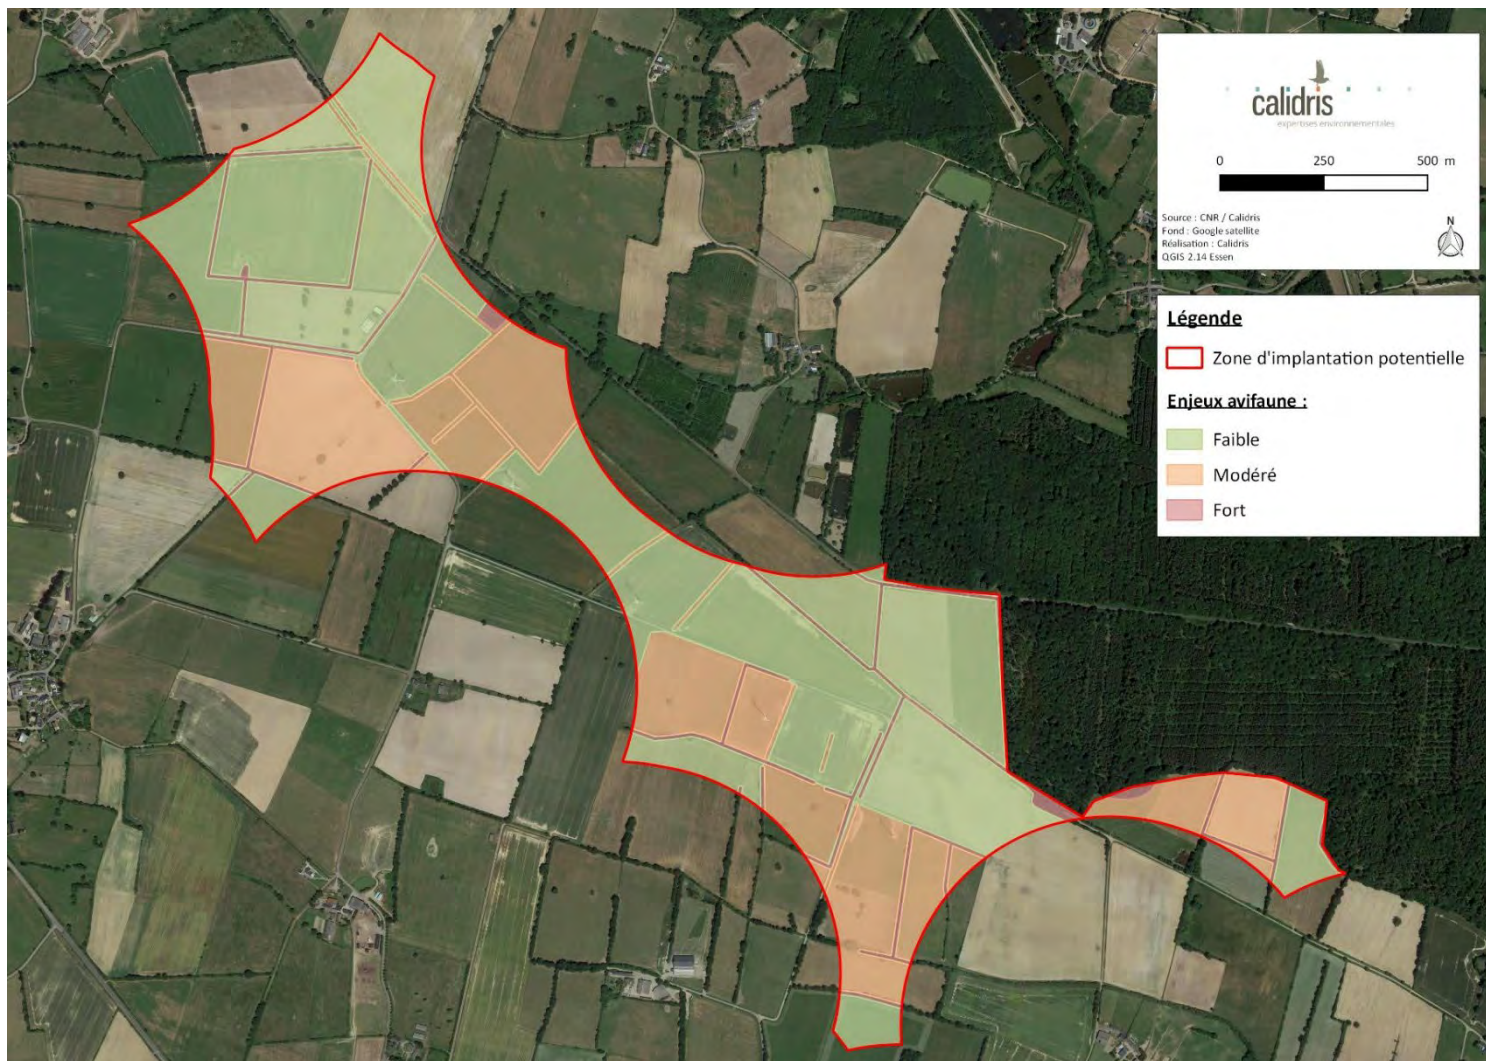 calidris
expertises environnementales
0 250 500 m
Source : CNR / Calidris
Fond : Google satellite
Réalisation : Calidris
QGIS 2.14 Essen
N
Légende
Zone d'implantation potentielle
Enjeux avifaune :
Faible
Modéré
Fort